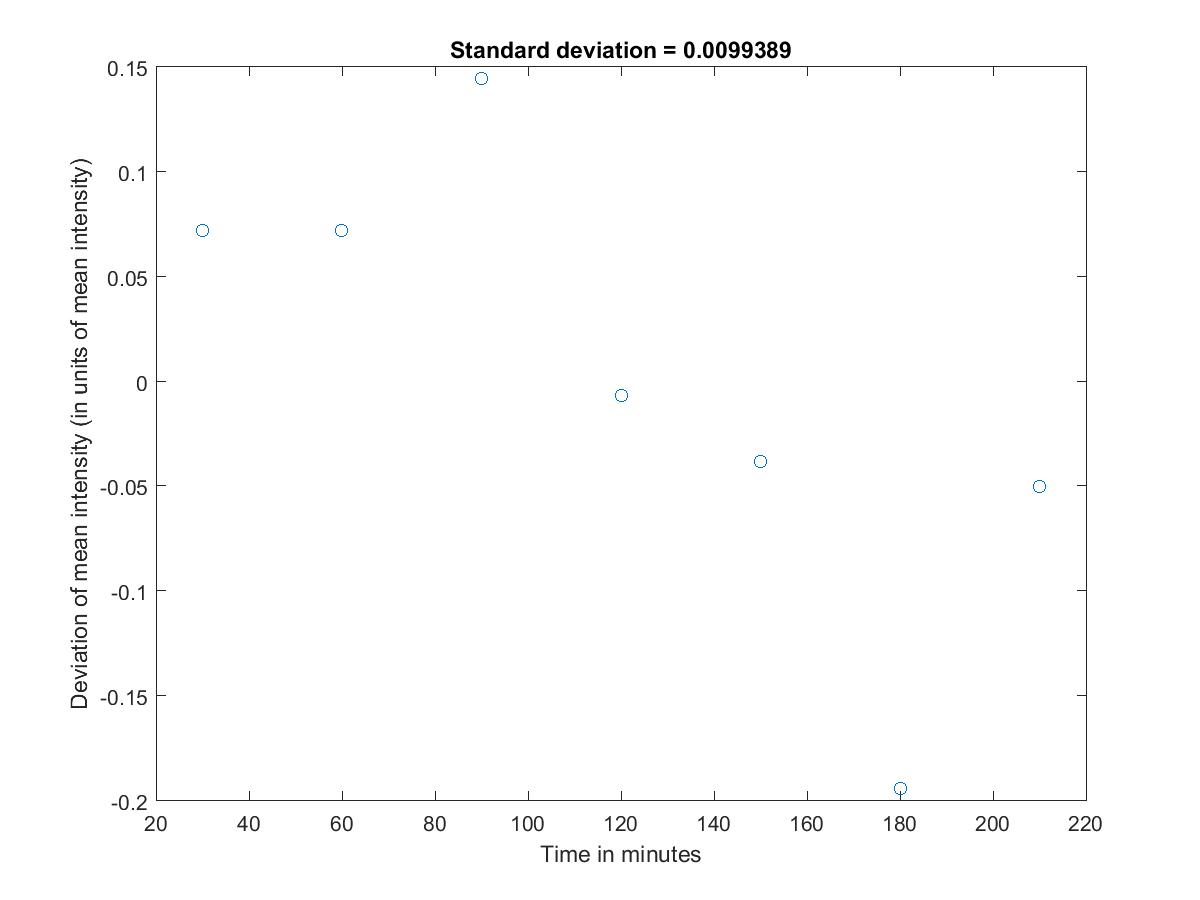 Standard deviation = 0.0099389
0.15
0.1
0.05
0
-0.05
-0.1
-0.15
-0.2
Deviation of mean intensity (in units of mean intensity)
20 40 60 80 100 120 140 160 180 200 220
Time in minutes